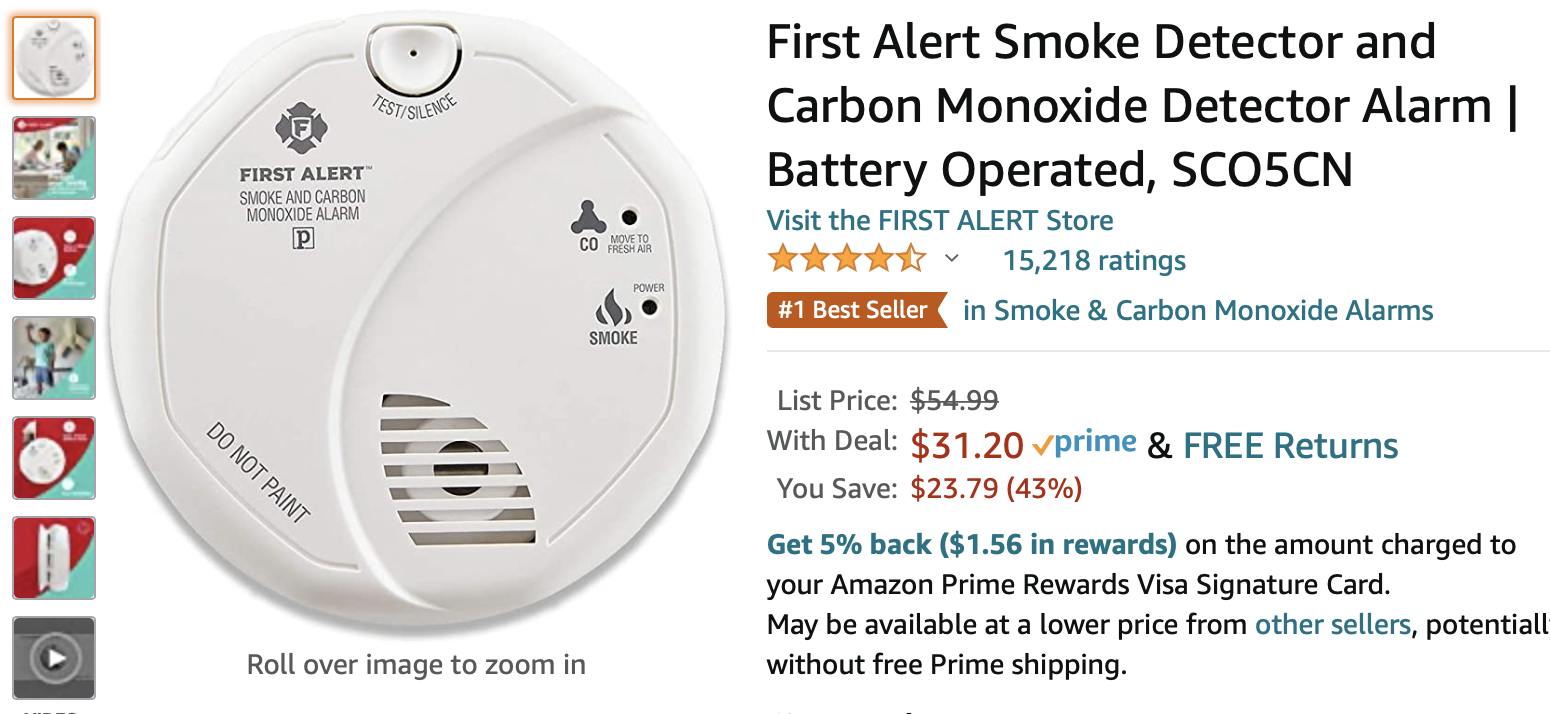 TEST/SILENCE
F
FIRST ALERT™
SMOKE AND CARBON
MONOXIDE ALARM
P
CO
MOVE TO
FRESH AIR
POWER
SMOKE
DO NOT PAINT
Roll over image to zoom in
First Alert Smoke Detector and
Carbon Monoxide Detector Alarm |
Battery Operated, SCO5CN
Visit the FIRST ALERT Store
15,218 ratings
#1 Best Seller in Smoke & Carbon Monoxide Alarms
List Price: $54.99
With Deal: $31.20 prime & FREE Returns
You Save: $23.79 (43%)
Get 5% back ($1.56 in rewards) on the amount charged to
your Amazon Prime Rewards Visa Signature Card.
May be available at a lower price from other sellers, potentiall
without free Prime shipping.